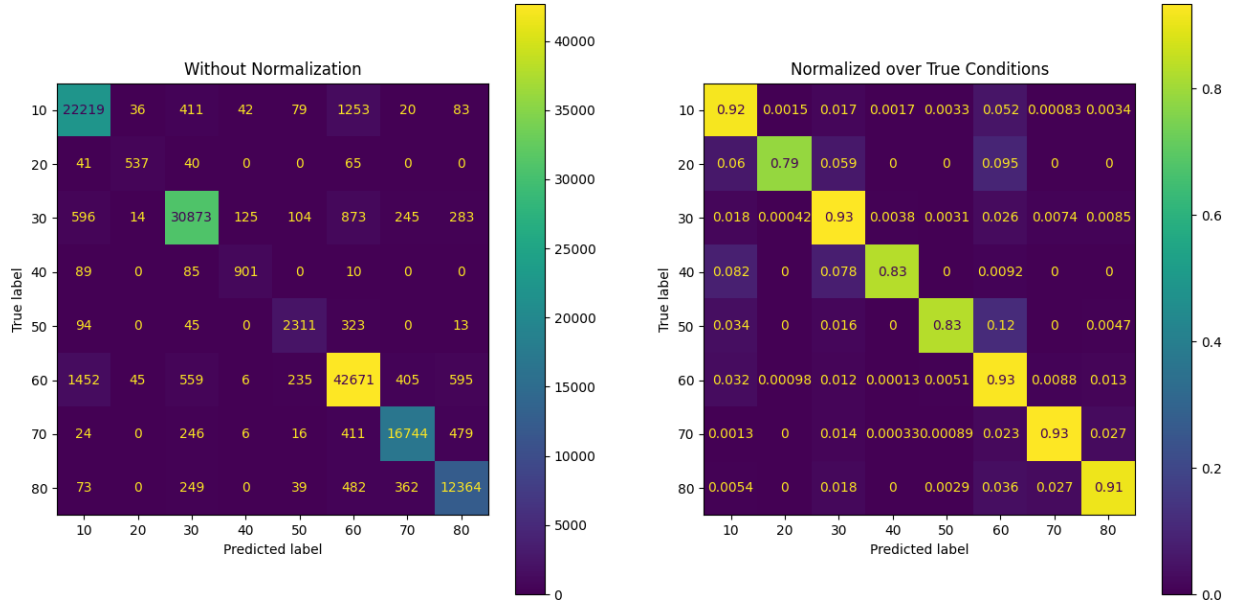 Without Normalization
10 22219 36 411 42 79 1253 20 83
20 41 537 40 0 0 65 0 0
30 596 14 30873 125 104 873 245 283
40 89 0 85 901 0 10 0 0
50 94 0 45 0 2311 323 0 13
60 1452 45 559 6 235 42671 405 595
70 24 0 246 6 16 411 16744 479
80 73 0 249 0 39 482 362 12364
10 20 30 40 50 60 70 80
True label
Predicted label
40000
35000
30000
25000
20000
15000
10000
5000
0
Normalized over True Conditions
10 0.92 0.0015 0.017 0.0017 0.0033 0.052 0.00083 0.0034
20 0.06 0.79 0.059 0 0 0.095 0 0
30 0.018 0.00042 0.93 0.0038 0.0031 0.026 0.0074 0.0085
40 0.082 0 0.078 0.83 0 0.0092 0 0
50 0.034 0 0.016 0 0.83 0.12 0 0.0047
60 0.032 0.00098 0.012 0.00013 0.0051 0.93 0.0088 0.013
70 0.0013 0 0.014 0.00033 0.00089 0.023 0.93 0.027
80 0.0054 0 0.018 0 0.0029 0.036 0.027 0.91
10 20 30 40 50 60 70 80
True label
Predicted label
0.8
0.6
0.4
0.2
0.0